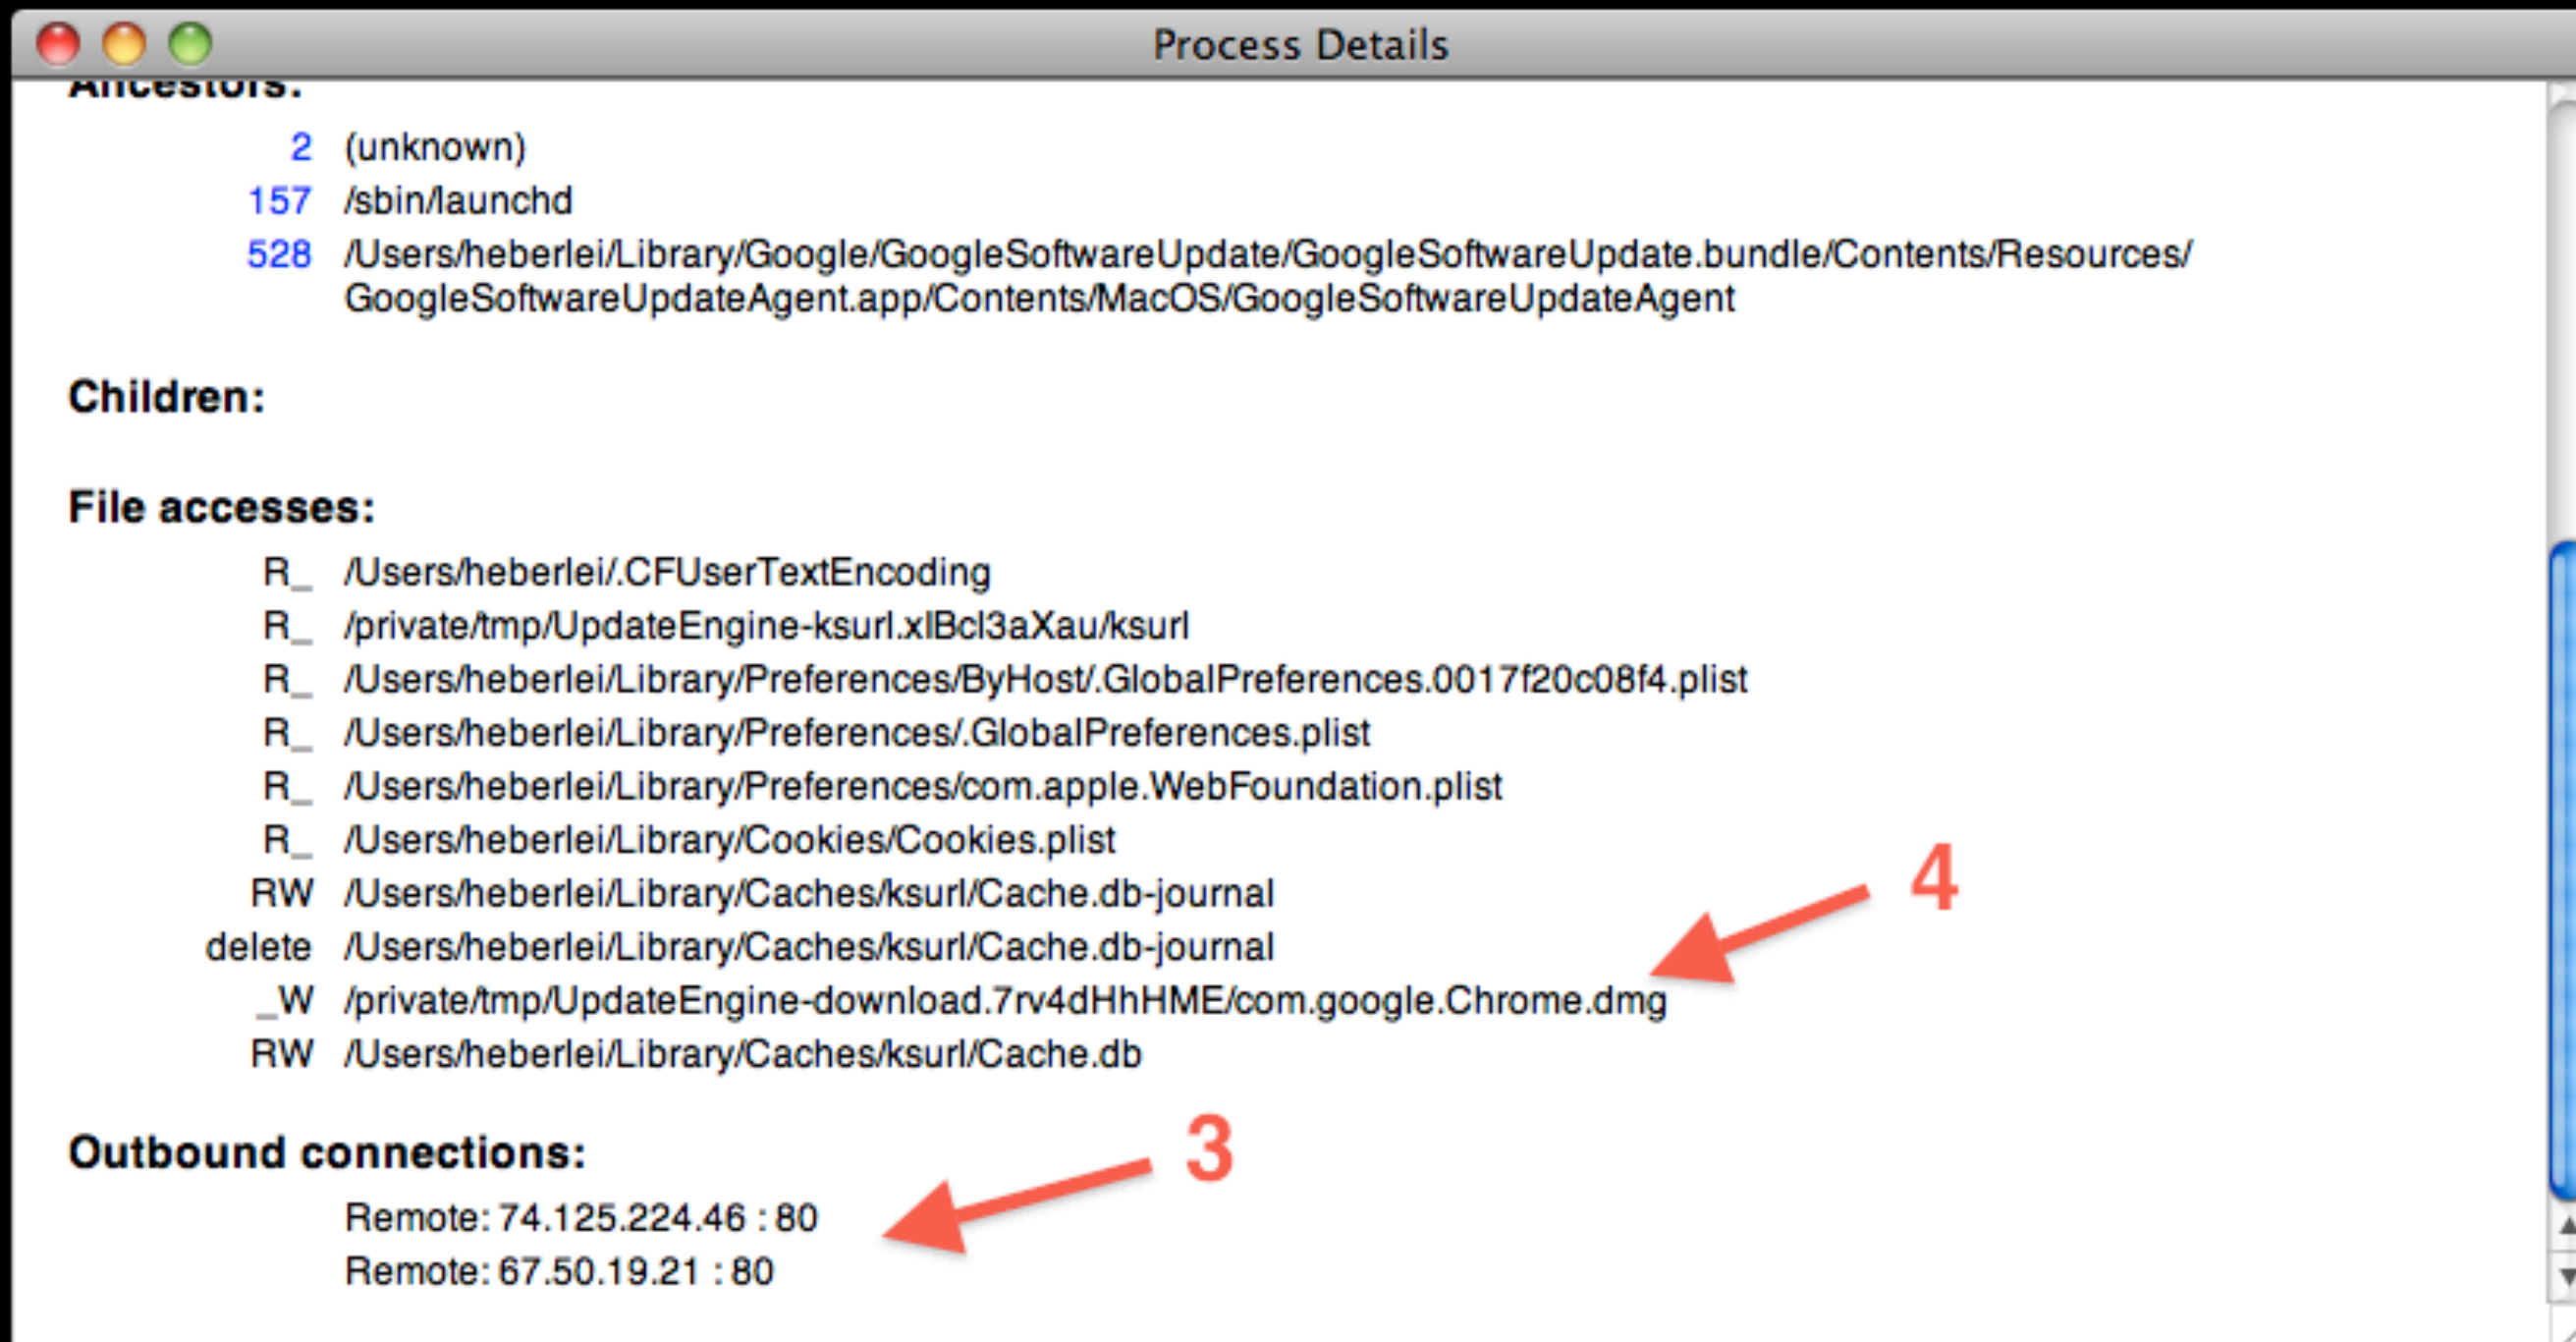 Process Details
Ancestors:
2 (unknown)
157 /sbin/launchd
528 /Users/heberlei/Library/Google/GoogleSoftwareUpdate/GoogleSoftwareUpdate.bundle/Contents/Resources/
GoogleSoftwareUpdateAgent.app/Contents/MacOS/GoogleSoftwareUpdateAgent
Children:
File accesses:
R_ /Users/heberlei/.CFUserTextEncoding
R_ /private/tmp/UpdateEngine-ksurl.xlBcl3aXau/ksurl
R_ /Users/heberlei/Library/Preferences/ByHost/.GlobalPreferences.0017f20c08f4.plist
R_ /Users/heberlei/Library/Preferences/.GlobalPreferences.plist
R_ /Users/heberlei/Library/Preferences/com.apple.WebFoundation.plist
R_ /Users/heberlei/Library/Cookies/Cookies.plist
RW /Users/heberlei/Library/Caches/ksurl/Cache.db-journal
4
delete /Users/heberlei/Library/Caches/ksurl/Cache.db-journal
_W /private/tmp/UpdateEngine-download.7rv4dHhHME/com.google.Chrome.dmg
RW /Users/heberlei/Library/Caches/ksurl/Cache.db
Outbound connections:
3
Remote: 74.125.224.46 : 80
Remote: 67.50.19.21 : 80